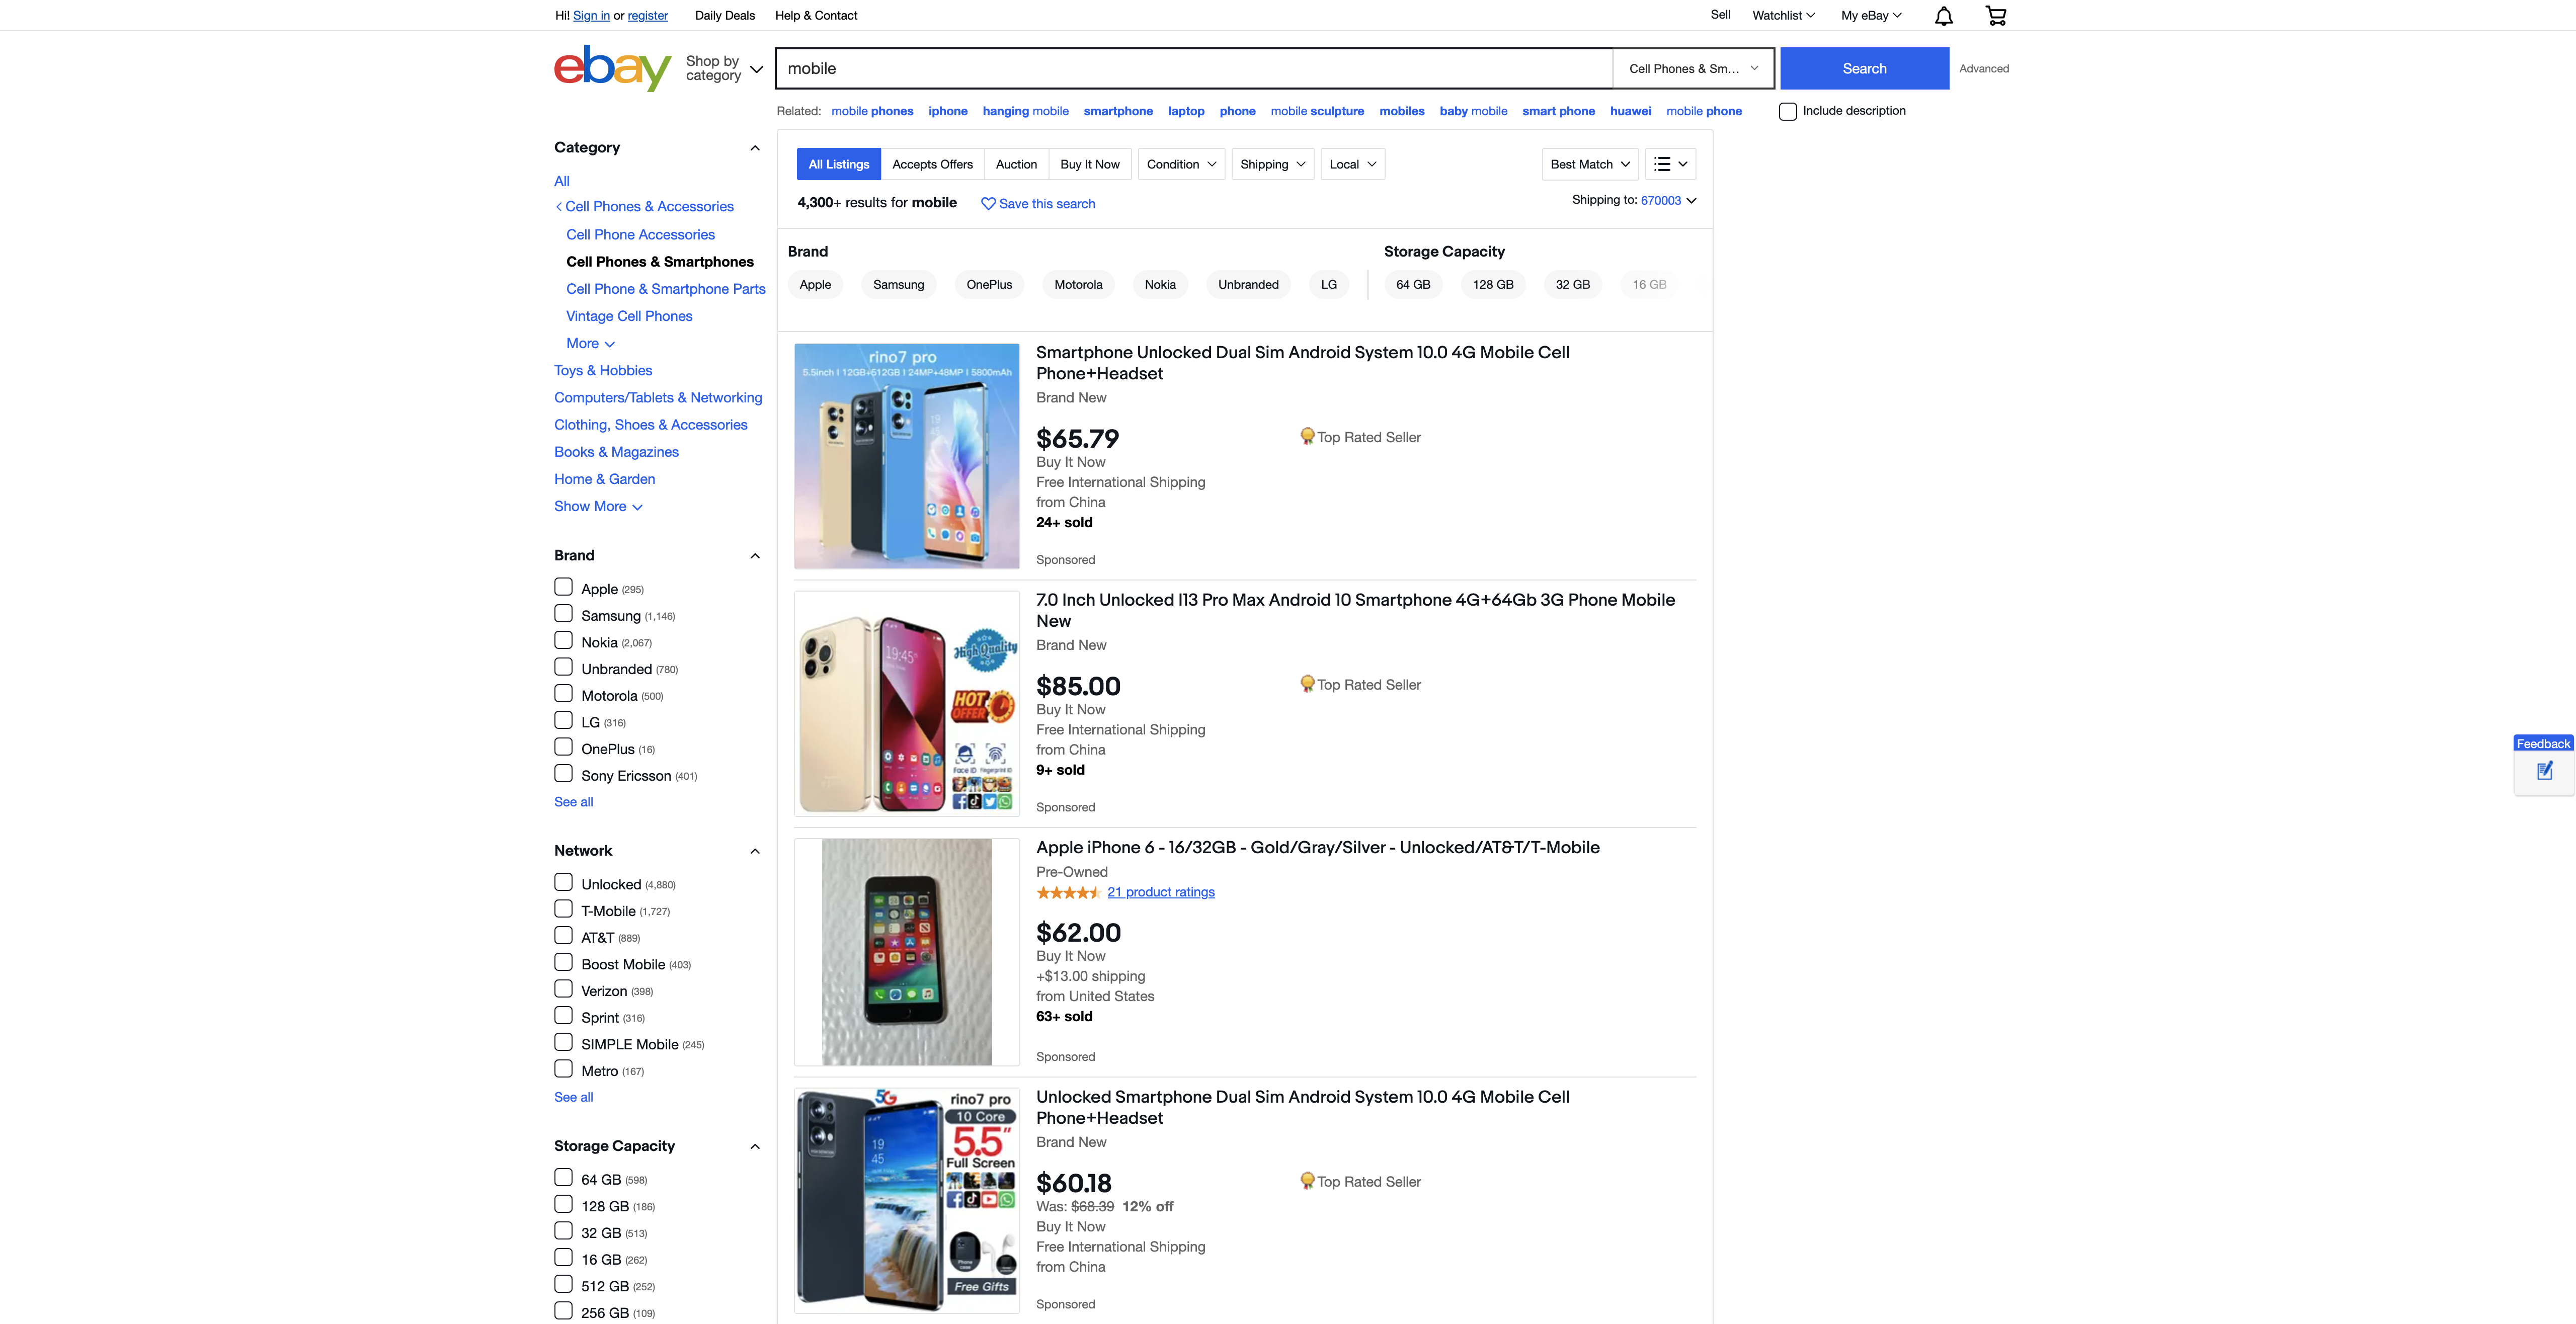 Hi! Sign in or register
Daily Deals
Help & Contact
Sell
Watchlist
My eBay
ebay
Shop by
category
mobile
Cell Phones & Sm...
Search
Advanced
Related: mobile phones iphone hanging mobile smartphone laptop phone mobile sculpture mobiles baby mobile smart phone huawei mobile phone
Include description
Category
All
Cell Phones & Accessories
Cell Phone Accessories
Cell Phones & Smartphones
Cell Phone & Smartphone Parts
Vintage Cell Phones
More
Toys & Hobbies
Computers/Tablets & Networking
Clothing, Shoes & Accessories
Books & Magazines
Home & Garden
Show More
Brand
Apple (295)
Samsung (1,146)
Nokia (2,067)
Unbranded (780)
Motorola (500)
LG (316)
OnePlus (16)
Sony Ericsson (401)
See all
Network
Unlocked (4,880)
T-Mobile (1,727)
AT&T (889)
Boost Mobile (403)
Verizon (398)
Sprint (316)
SIMPLE Mobile (245)
Metro (167)
See all
Storage Capacity
64 GB (598)
128 GB (186)
32 GB (513)
16 GB (262)
512 GB (252)
256 GB (109)
All Listings
Accepts Offers
Auction
Buy It Now
Condition
Shipping
Local
Best Match
4,300+ results for mobile
Save this search
Shipping to: 670003
Brand
Apple
Samsung
OnePlus
Motorola
Nokia
Unbranded
LG
Storage Capacity
64 GB
128 GB
32 GB
16 GB
rino7 pro
5.5inch | 12GB+512GB | 24MP+48MP | 5800mAh
19
45
Smartphone Unlocked Dual Sim Android System 10.0 4G Mobile Cell
Phone+Headset
Brand New
$65.79
Top Rated Seller
Buy It Now
Free International Shipping
from China
24+ sold
Sponsored
19:45
High Quality
HOT
OFFER
Face ID
Fingerprint ID
7.0 Inch Unlocked I13 Pro Max Android 10 Smartphone 4G+64Gb 3G Phone Mobile
New
Brand New
$85.00
Top Rated Seller
Buy It Now
Free International Shipping
from China
9+ sold
Sponsored
Apple iPhone 6 - 16/32GB - Gold/Gray/Silver - Unlocked/AT&T/T-Mobile
Pre-Owned
21 product ratings
$62.00
Buy It Now
+$13.00 shipping
from United States
63+ sold
Sponsored
5G
rino7 pro
10 Core
5.5"
Full Screen
19
45
Free Gifts
Unlocked Smartphone Dual Sim Android System 10.0 4G Mobile Cell
Phone+Headset
Brand New
$60.18
Top Rated Seller
Was: $68.39 12% off
Buy It Now
Free International Shipping
from China
Sponsored
Feedback